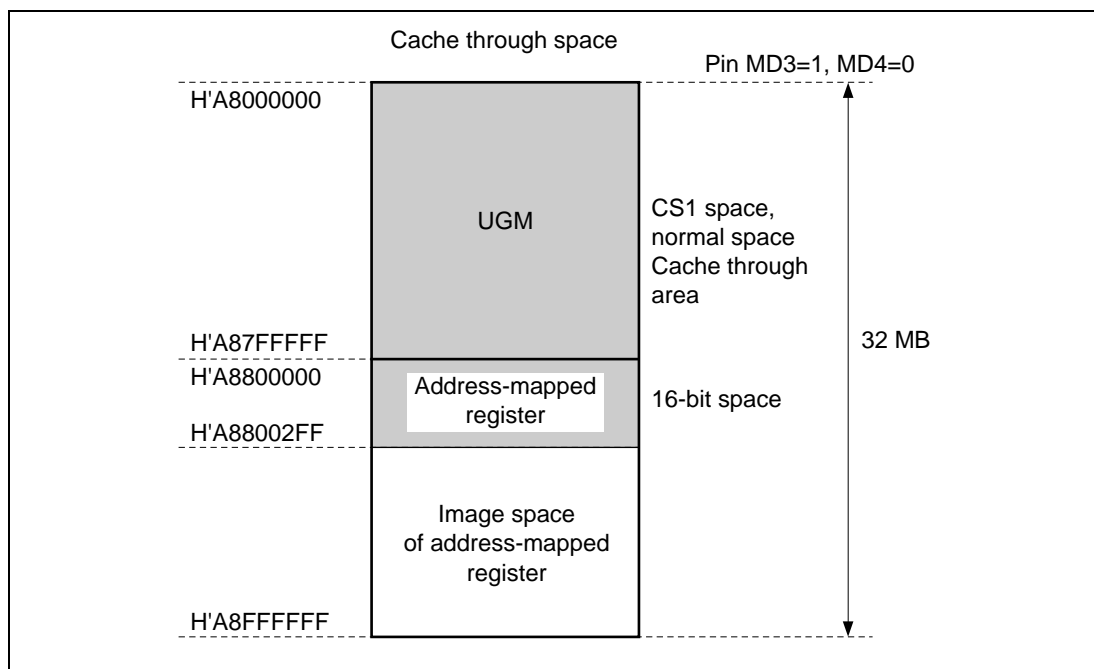 Cache through space
Pin MD3=1, MD4=0
H'A8000000
UGM
CS1 space,
normal space
Cache through
area
H'A87FFFFF
32 MB
H'A8800000
Address-mapped
register
16-bit space
H'A88002FF
Image space
of address-mapped
register
H'A8FFFFFF